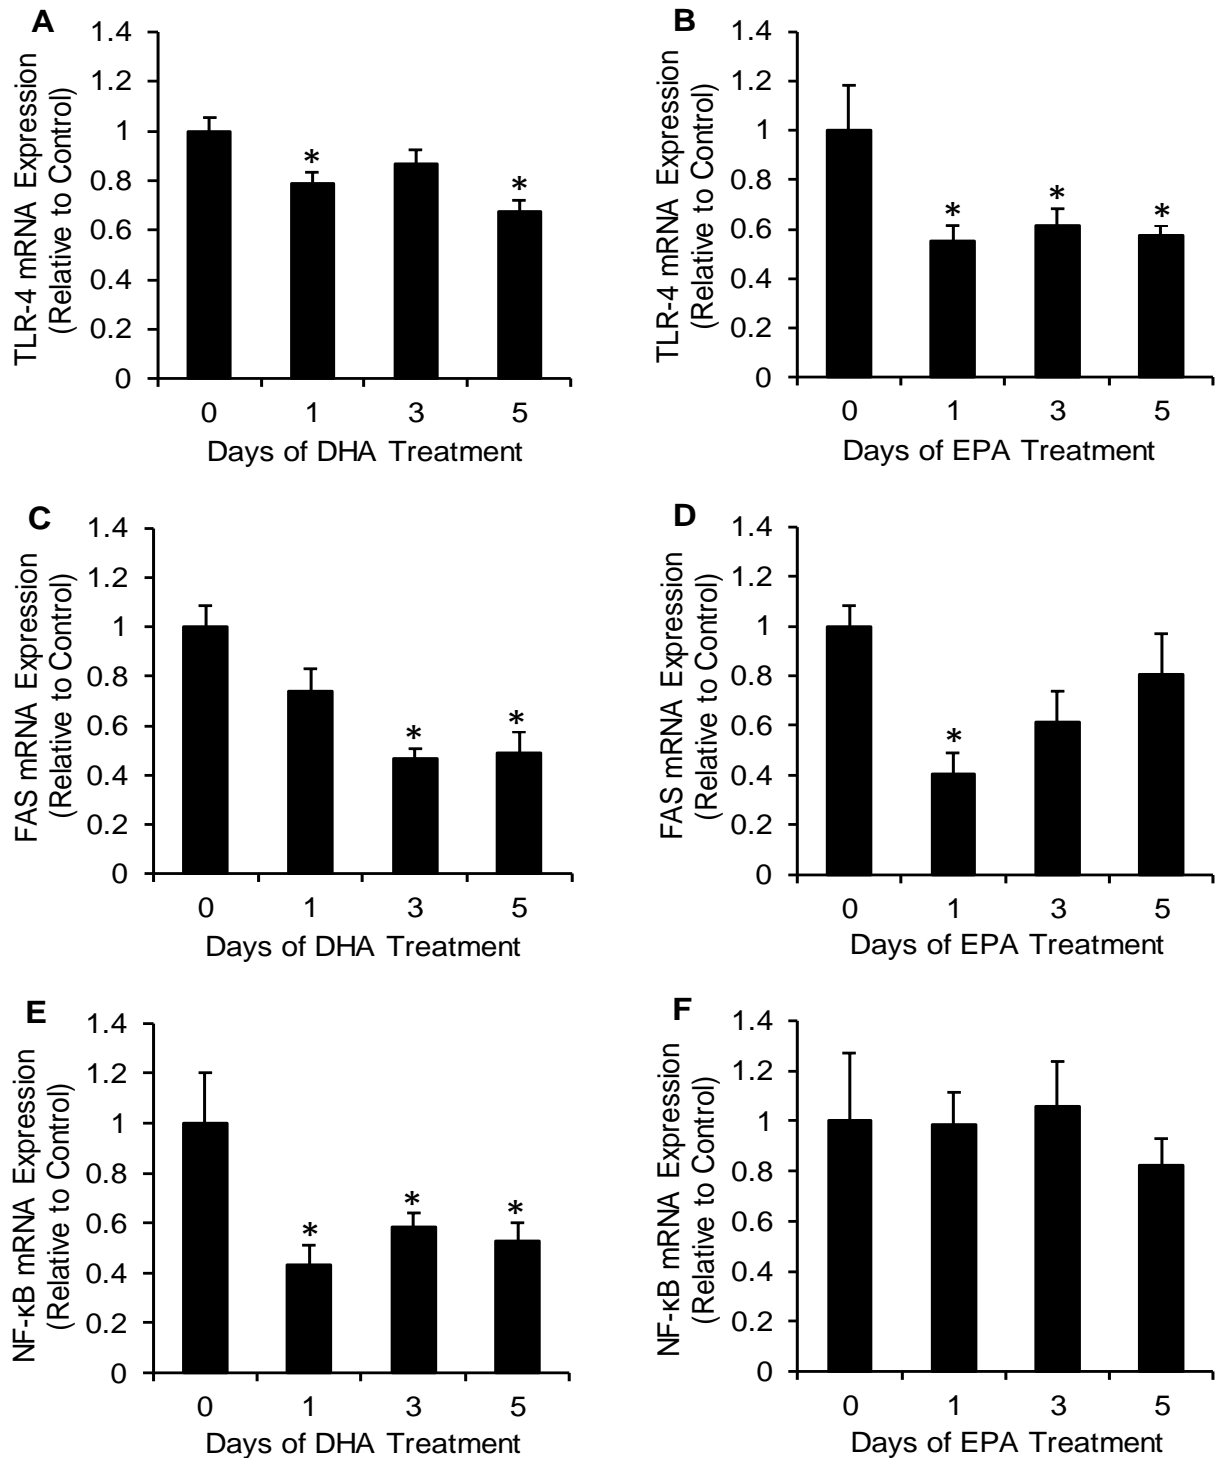 A
TLR-4 mRNA Expression
(Relative to Control)
1.4
1.2
1
0.8
0.6
0.4
0.2
0
* *
0 1 3 5
Days of DHA Treatment
B
TLR-4 mRNA Expression
(Relative to Control)
1.4
1.2
1
0.8
0.6
0.4
0.2
0
* * *
0 1 3 5
Days of EPA Treatment
C
FAS mRNA Expression
(Relative to Control)
1.4
1.2
1
0.8
0.6
0.4
0.2
0
* *
0 1 3 5
Days of DHA Treatment
D
FAS mRNA Expression
(Relative to Control)
1.4
1.2
1
0.8
0.6
0.4
0.2
0
*
0 1 3 5
Days of EPA Treatment
E
NF-κB mRNA Expression
(Relative to Control)
1.4
1.2
1
0.8
0.6
0.4
0.2
0
* * *
0 1 3 5
Days of DHA Treatment
F
NF-κB mRNA Expression
(Relative to Control)
1.4
1.2
1
0.8
0.6
0.4
0.2
0
0 1 3 5
Days of EPA Treatment